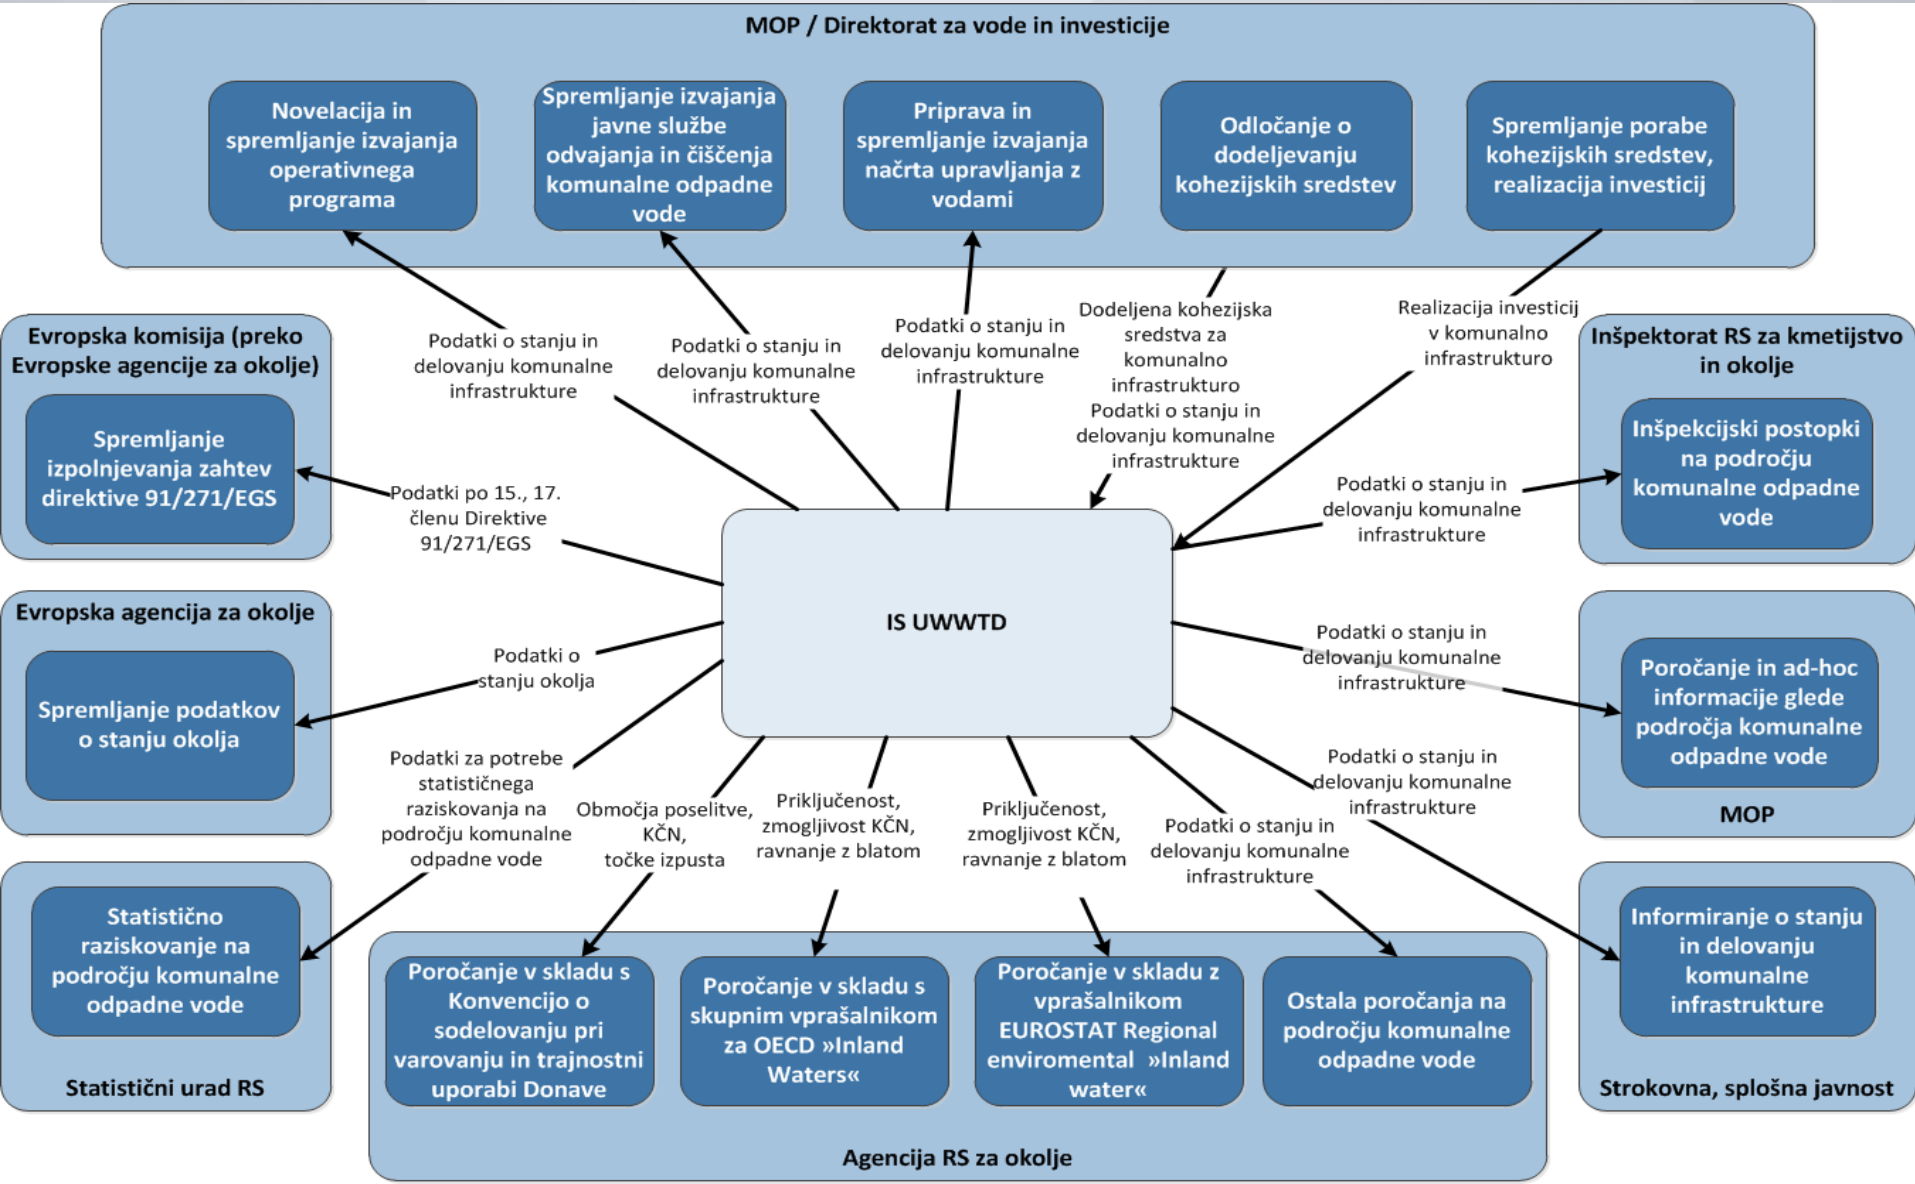 MOP / Direktorat za vode in investicije
Novelacija in
spremljanje izvajanja
operativnega
programa
Spremljanje izvajanja
javne službe
odvajanja in čiščenja
komunalne odpadne
vode
Priprava in
spremljanje izvajanja
načrta upravljanja z
vodami
Odločanje o
dodeljevanju
kohezijskih sredstev
Spremljanje porabe
kohezijskih sredstev,
realizacija investicij
Podatki o stanju in
delovanju komunalne
infrastrukture
Podatki o stanju in
delovanju komunalne
infrastrukture
Podatki o stanju in
delovanju komunalne
infrastrukture
Dodeljena kohezijska
sredstva za
komunalno
infrastrukturo
Podatki o stanju in
delovanju komunalne
infrastrukture
Realizacija investicij
v komunalno
infrastrukturo
Evropska komisija (preko
Evropske agencije za okolje)
Spremljanje
izpolnjevanja zahtev
direktive 91/271/EGS
Podatki po 15., 17.
členu Direktive
91/271/EGS
Inšpektorat RS za kmetijstvo
in okolje
Inšpekcijski postopki
na področju
komunalne odpadne
vode
Podatki o stanju in
delovanju komunalne
infrastrukture
IS UWWTD
Evropska agencija za okolje
Spremljanje podatkov
o stanju okolja
Podatki o
stanju okolja
Podatki o stanju in
delovanju komunalne
infrastrukture
Poročanje in ad-hoc
informacije glede
področja komunalne
odpadne vode
MOP
Podatki za potrebe
statističnega
raziskovanja na
področju komunalne
odpadne vode
Območja poselitve,
KČN,
točke izpusta
Priključenost,
zmogljivost KČN,
ravnanje z blatom
Priključenost,
zmogljivost KČN,
ravnanje z blatom
Podatki o stanju in
delovanju komunalne
infrastrukture
Podatki o stanju in
delovanju komunalne
infrastrukture
Statistično
raziskovanje na
področju komunalne
odpadne vode
Statistični urad RS
Poročanje v skladu s
Konvencijo o
sodelovanju pri
varovanju in trajnostni
uporabi Donave
Poročanje v skladu s
skupnim vprašalnikom
za OECD »Inland
Waters«
Poročanje v skladu z
vprašalnikom
EUROSTAT Regional
enviromental »Inland
water«
Ostala poročanja na
področju komunalne
odpadne vode
Agencija RS za okolje
Informiranje o stanju
in delovanju
komunalne
infrastrukture
Strokovna, splošna javnost